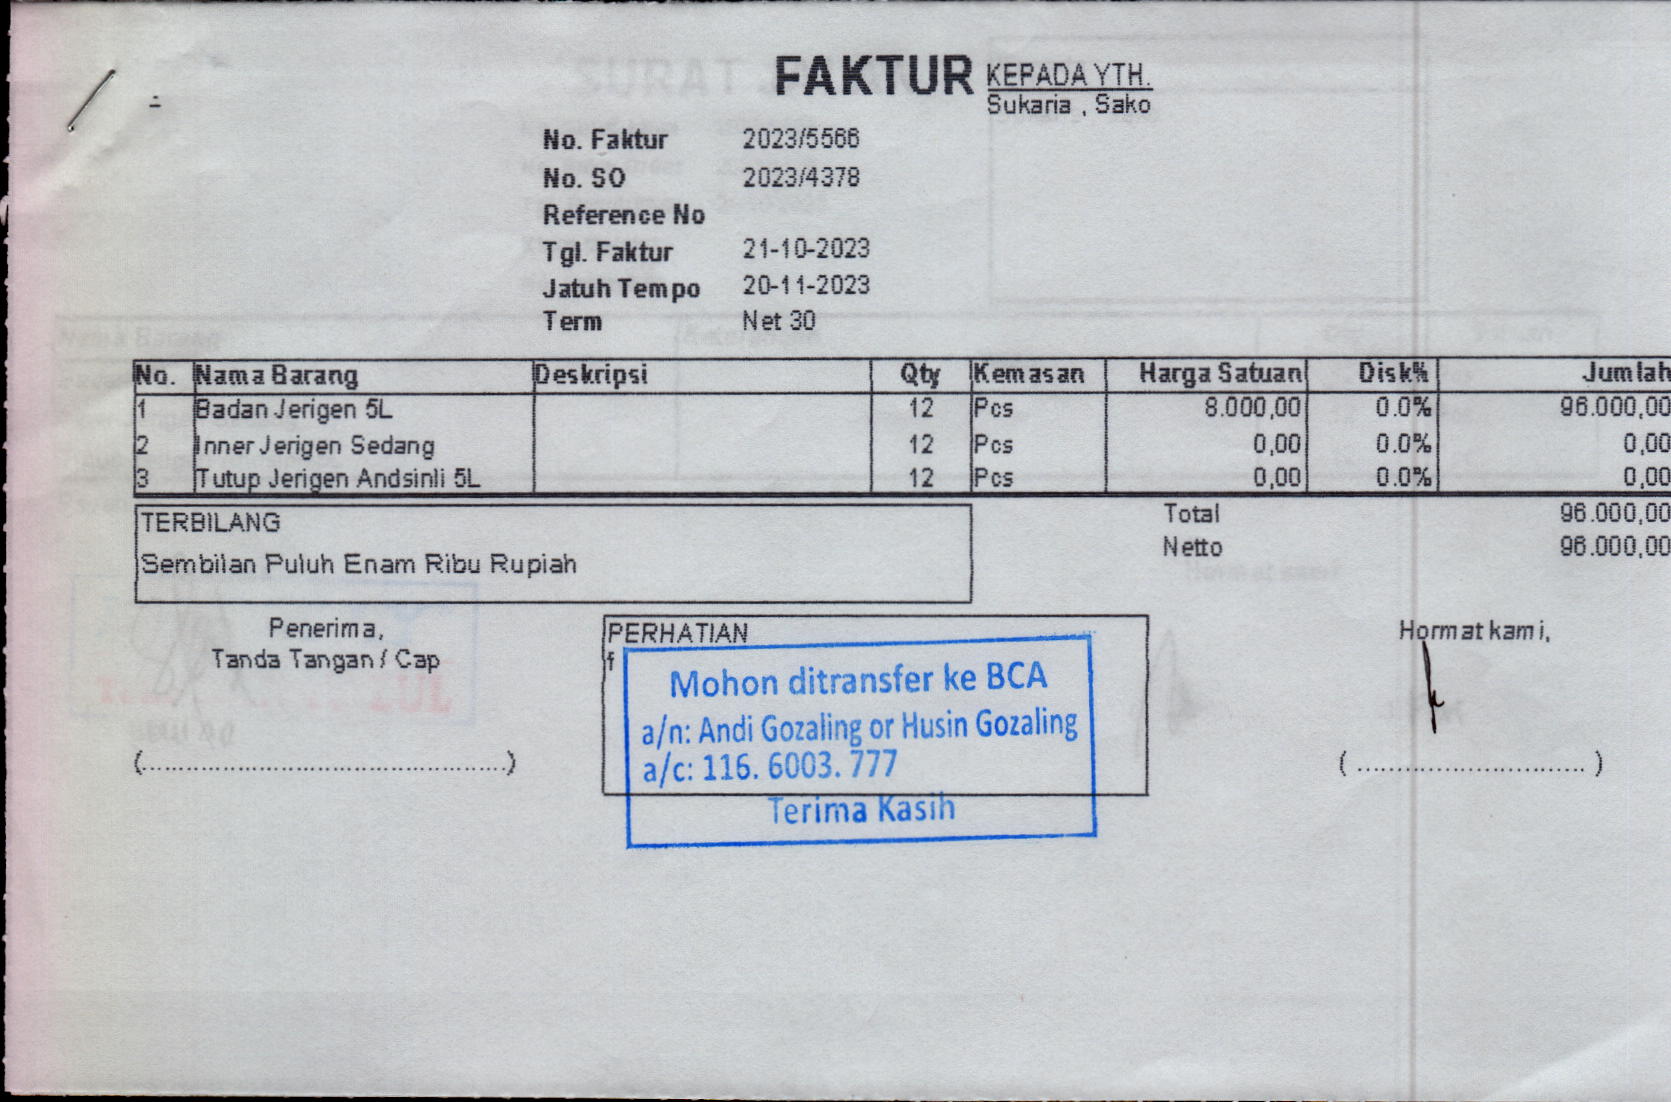 FAKTUR
KEPADA YTH.
Sukaria , Sako
No. Faktur 2023/5566
No. SO 2023/4378
Reference No
Tgl. Faktur 21-10-2023
Jatuh Tempo 20-11-2023
Term Net 30
No. Nama Barang Deskripsi Qty Kemasan Harga Satuan Disk% Jumlah
1 Badan Jerigen 5L 12 Pcs 8.000,00 0.0% 96.000,00
2 Inner Jerigen Sedang 12 Pcs 0,00 0.0% 0,00
3 Tutup Jerigen Andsinli 5L 12 Pcs 0,00 0.0% 0,00
Total 96.000,00
Netto 96.000,00
TERBILANG
Sembilan Puluh Enam Ribu Rupiah
Penerima,
Tanda Tangan / Cap
(..............................................)
PERHATIAN
f
Mohon ditransfer ke BCA
a/n: Andi Gozaling or Husin Gozaling
a/c: 116. 6003. 777
Terima Kasih
Hormat kami,
( ............................. )